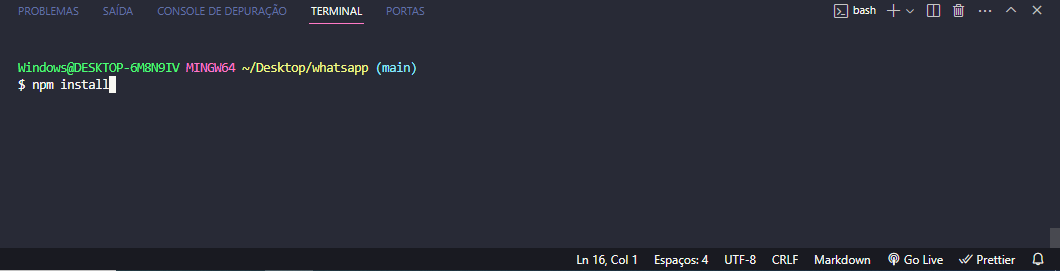 PROBLEMAS SAÍDA CONSOLE DE DEPURAÇÃO TERMINAL PORTAS bash
Windows@DESKTOP-6M8N9IV MINGW64 ~/Desktop/whatsapp (main)
$ npm install
Ln 16, Col 1 Espaços: 4 UTF-8 CRLF Markdown Go Live Prettier